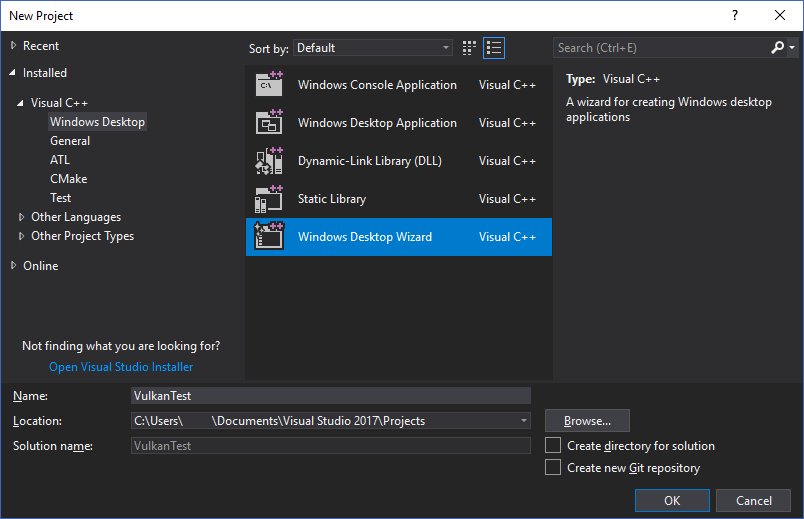 New Project
? ×
Recent
Installed
Visual C++
Windows Desktop
General
ATL
CMake
Test
Other Languages
Other Project Types
Online
Not finding what you are looking for?
Open Visual Studio Installer
Sort by: Default
Windows Console Application Visual C++
Windows Desktop Application Visual C++
Dynamic-Link Library (DLL) Visual C++
Static Library Visual C++
Windows Desktop Wizard Visual C++
Search (Ctrl+E)
Type: Visual C++
A wizard for creating Windows desktop
applications
Name: VulkanTest
Location: C:\Users\ \Documents\Visual Studio 2017\Projects
Browse...
Solution name: VulkanTest
Create directory for solution
Create new Git repository
OK Cancel